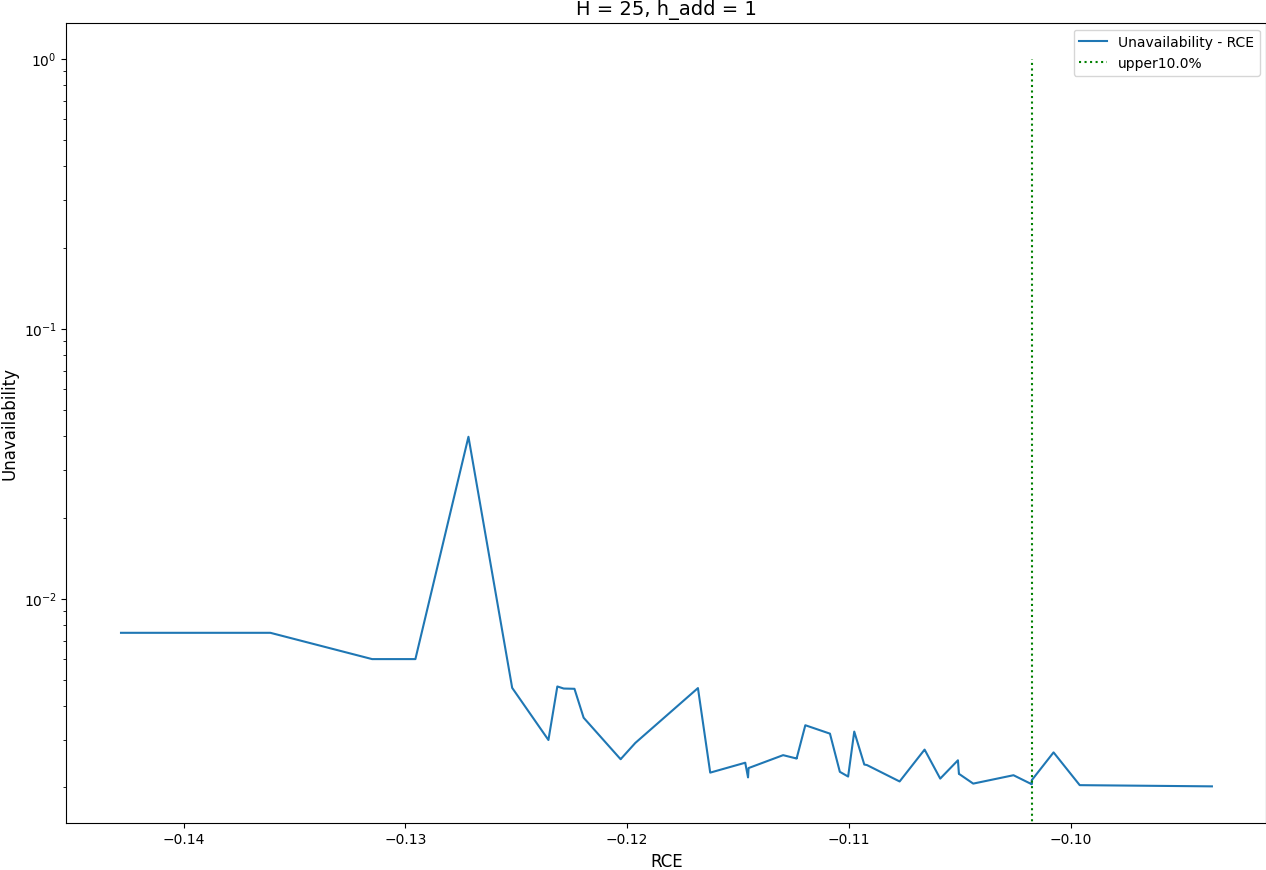 H = 25, h_add = 1
Unavailability - RCE
upper10.0%
10⁰
10⁻¹
10⁻²
Unavailability
−0.14 −0.13 −0.12 −0.11 −0.10
RCE